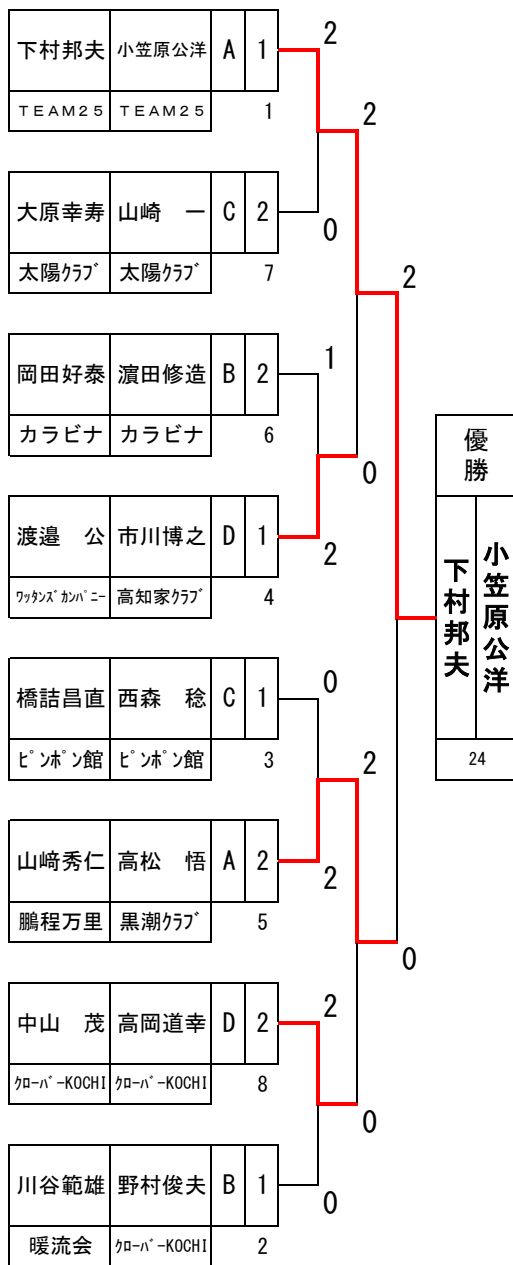 下村邦夫 小笠原公洋 A 1
ＴＥＡＭ２５ ＴＥＡＭ２５ 1
2
2
大原幸寿 山崎　一 C 2
太陽ｸﾗﾌﾞ 太陽クラブ 7
0
2
岡田好泰 濵田修造 B 2
カラビナ カラビナ 6
1
0
渡邉　公 市川博之 D 1
ﾜｯﾀﾝｽﾞｶﾝﾊﾟﾆｰ 高知家ｸﾗﾌﾞ 4
2
優勝
下村邦夫
小笠原公洋
24
橋詰昌直 西森　稔 C 1
ﾋﾟﾝﾎﾟﾝ館 ﾋﾟﾝﾎﾟﾝ館 3
0
2
山﨑秀仁 高松　悟 A 2
鵬程万里 黒潮ｸﾗﾌﾞ 5
2
0
中山　茂 高岡道幸 D 2
ｸﾛｰﾊﾞｰKOCHI ｸﾛｰﾊﾞｰKOCHI 8
2
0
川谷範雄 野村俊夫 B 1
暖流会 ｸﾛｰﾊﾞｰKOCHI 2
0